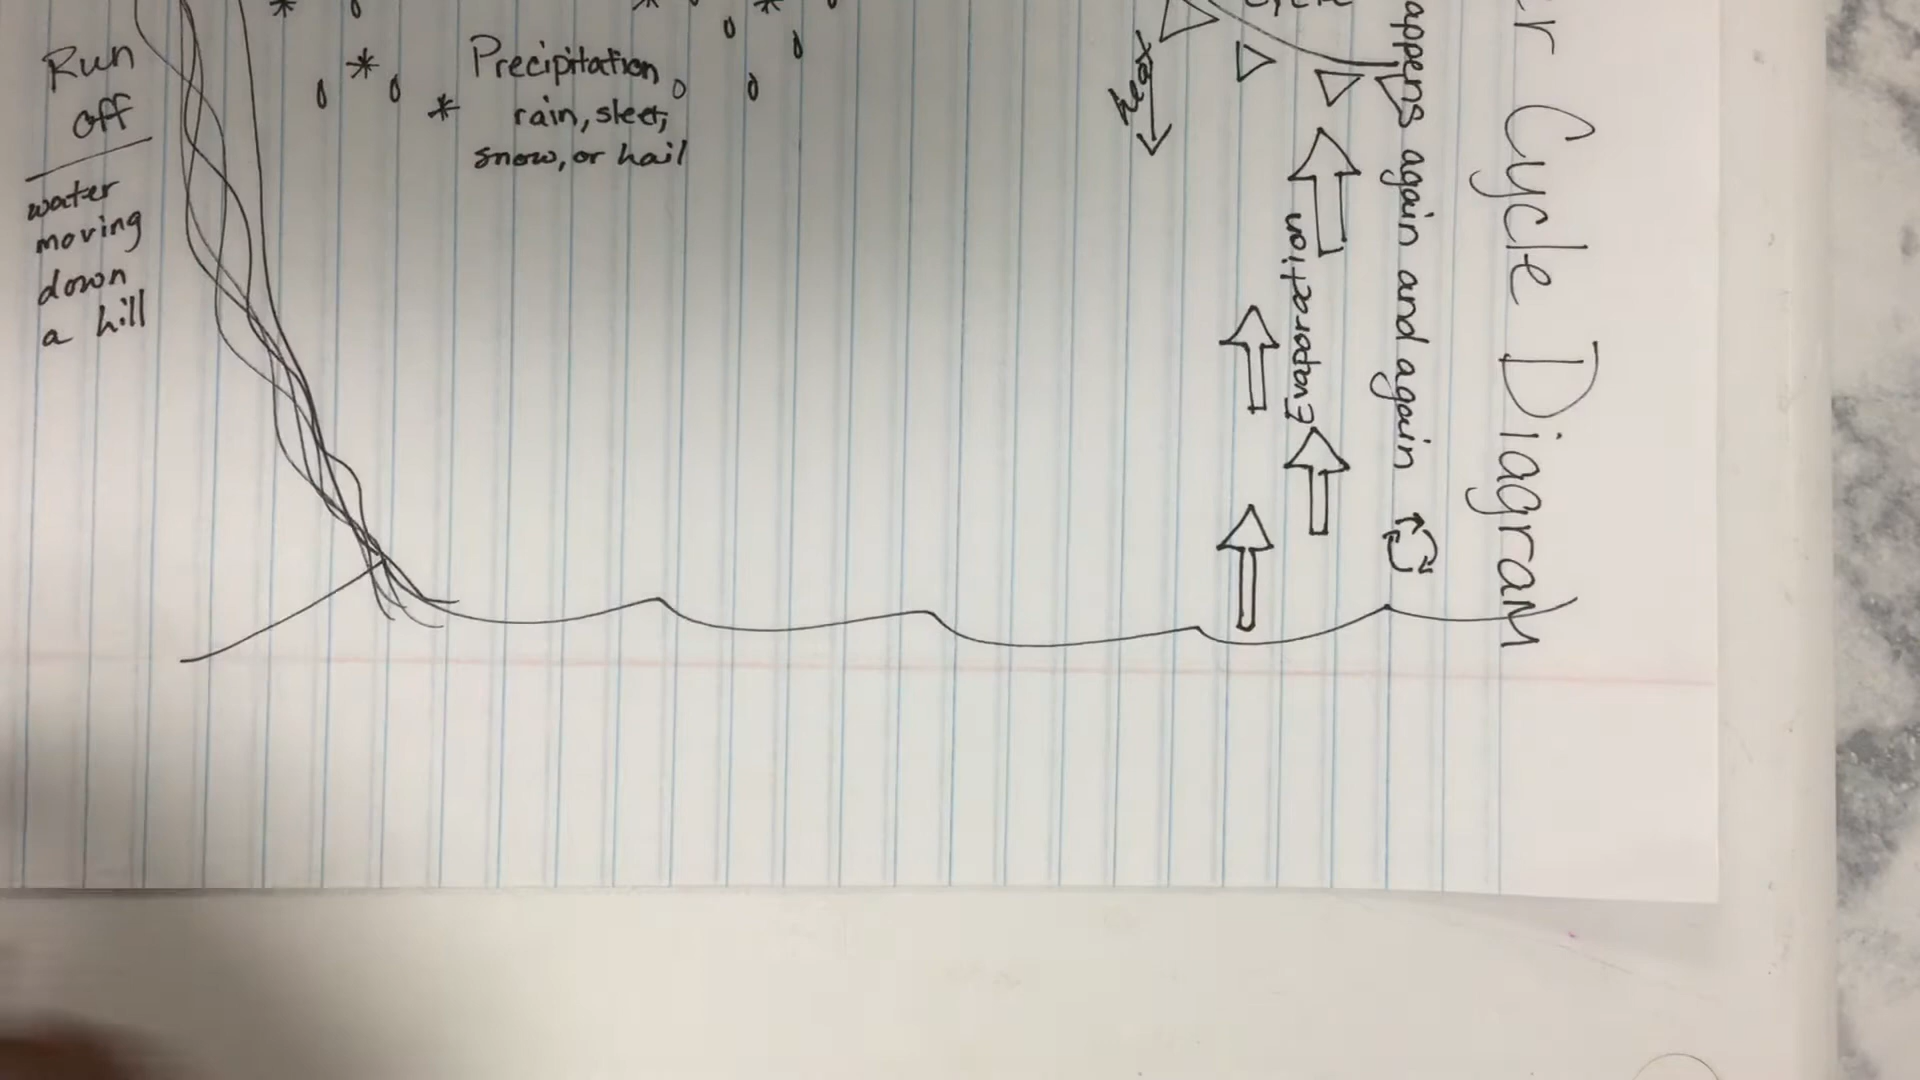 Cycle Diagram
appens again and again
Evaporation
heat
Precipitation
rain, sleet,
snow, or hail
Run
off
water
moving
down
a hill